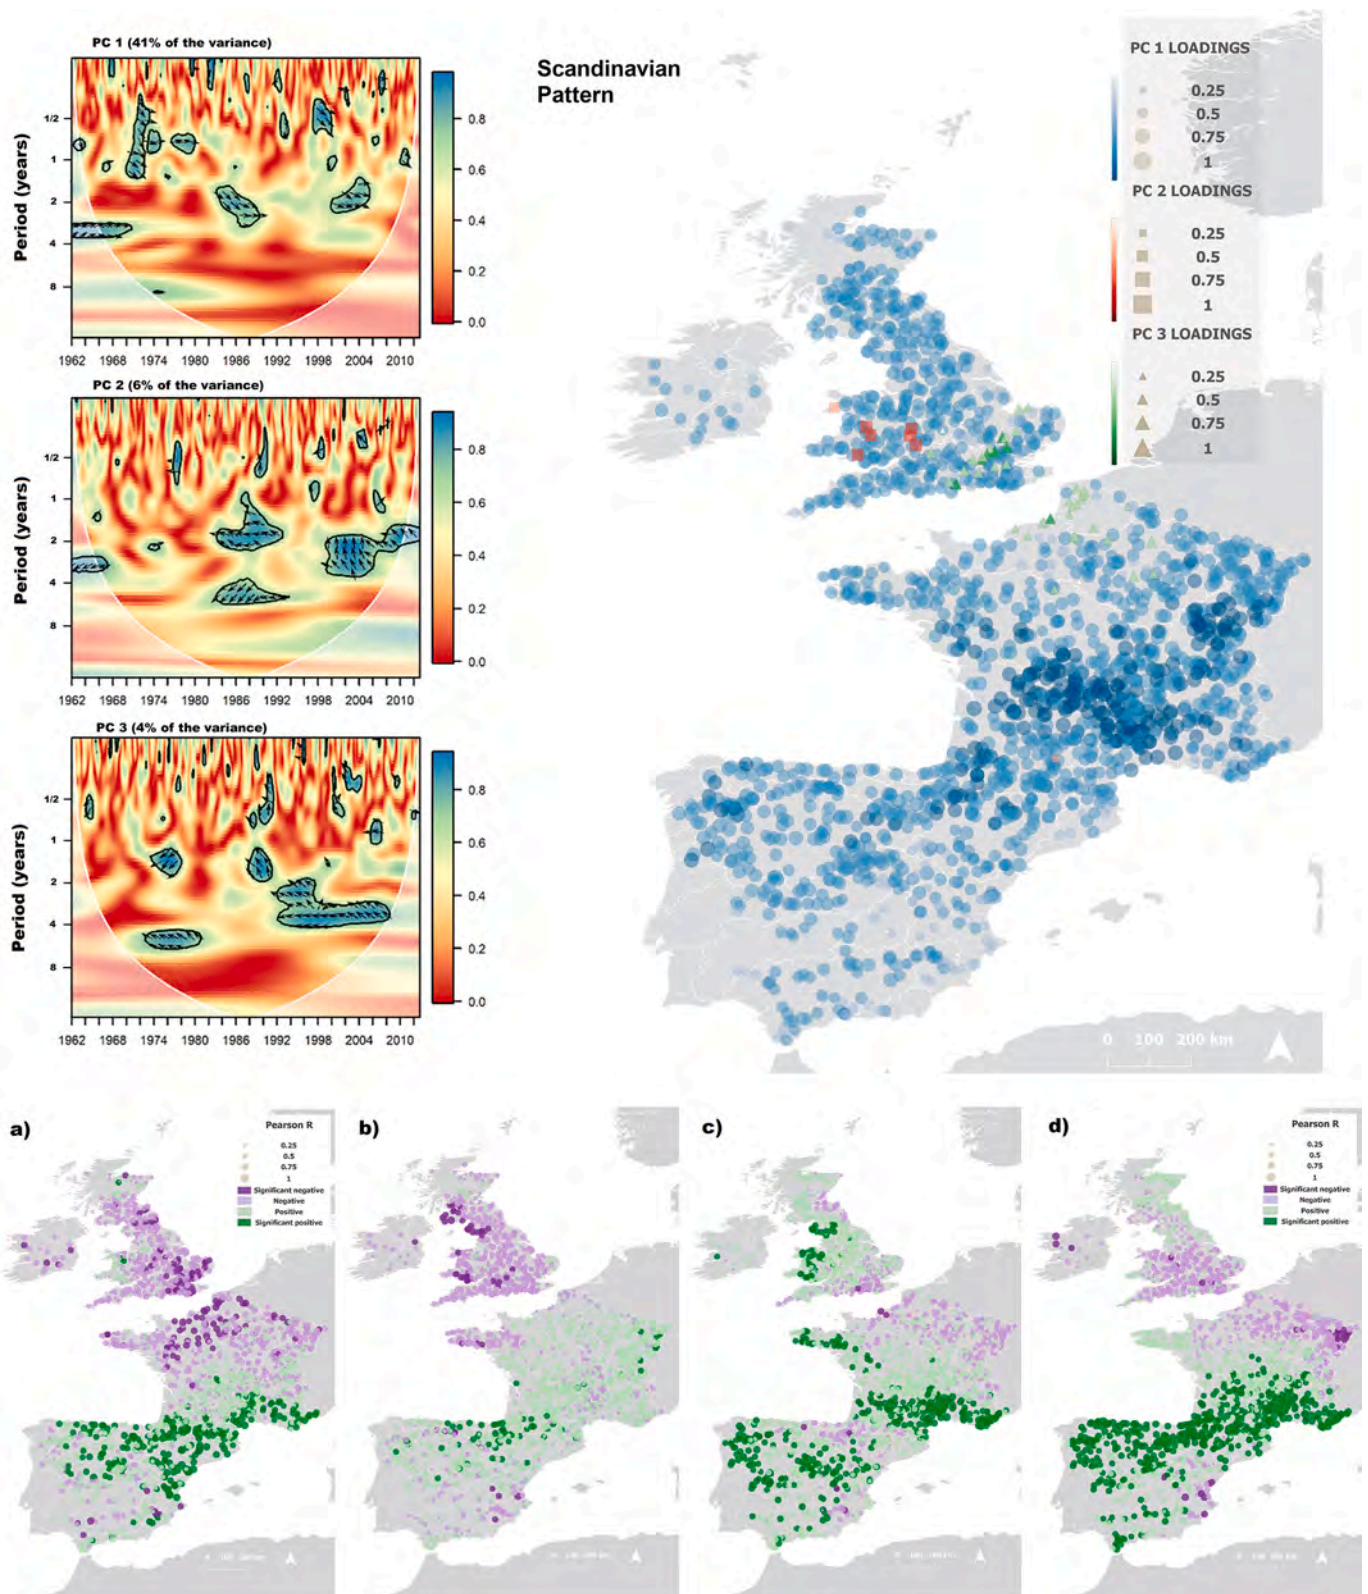 PC 1 (41% of the variance)
Period (years)
1/2
1
2
4
8
0.8
0.6
0.4
0.2
0.0
1962 1968 1974 1980 1986 1992 1998 2004 2010
PC 2 (6% of the variance)
Period (years)
1/2
1
2
4
8
0.8
0.6
0.4
0.2
0.0
1962 1968 1974 1980 1986 1992 1998 2004 2010
PC 3 (4% of the variance)
Period (years)
1/2
1
2
4
8
0.8
0.6
0.4
0.2
0.0
1962 1968 1974 1980 1986 1992 1998 2004 2010
Scandinavian
Pattern
PC 1 LOADINGS
0.25
0.5
0.75
1
PC 2 LOADINGS
0.25
0.5
0.75
1
PC 3 LOADINGS
0.25
0.5
0.75
1
0 100 200 km
a)
Pearson R
0.25
0.5
0.75
1
Significant negative
Negative
Positive
Significant positive
b)
c)
d)
Pearson R
0.25
0.5
0.75
1
Significant negative
Negative
Positive
Significant positive